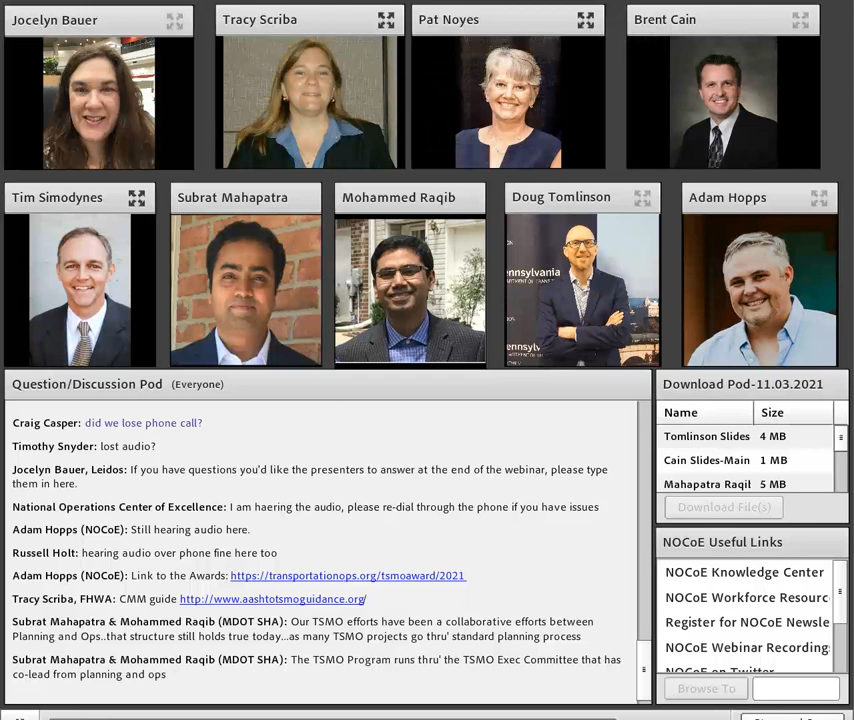 Jocelyn Bauer
Tracy Scriba
Pat Noyes
Brent Cain
Tim Simodynes
Subrat Mahapatra
Mohammed Raqib
Doug Tomlinson
Adam Hopps
ennsylvania
ennsylvania
Question/Discussion Pod (Everyone)
Craig Casper: did we lose phone call?
Timothy Snyder: lost audio?
Jocelyn Bauer, Leidos: If you have questions you'd like the presenters to answer at the end of the webinar, please type
them in here.
National Operations Center of Excellence: I am haering the audio, please re-dial through the phone if you have issues
Adam Hopps (NOCoE): Still hearing audio here.
Russell Holt: hearing audio over phone fine here too
Adam Hopps (NOCoE): Link to the Awards: https://transportationops.org/tsmoaward/2021
Tracy Scriba, FHWA: CMM guide http://www.aashtotsmoguidance.org/
Subrat Mahapatra & Mohammed Raqib (MDOT SHA): Our TSMO efforts have been a collaborative efforts between
Planning and Ops..that structure still holds true today...as many TSMO projects go thru' standard planning process
Subrat Mahapatra & Mohammed Raqib (MDOT SHA): The TSMO Program runs thru' the TSMO Exec Committee that has
co-lead from planning and ops
Download Pod-11.03.2021
Name Size
Tomlinson Slides 4 MB
Cain Slides-Main 1 MB
Mahapatra Raqil 5 MB
Download File(s)
NOCoE Useful Links
NOCoE Knowledge Center
NOCoE Workforce Resourc
Register for NOCoE Newsle
NOCoE Webinar Recording
NOCoE on Twitter
Browse To